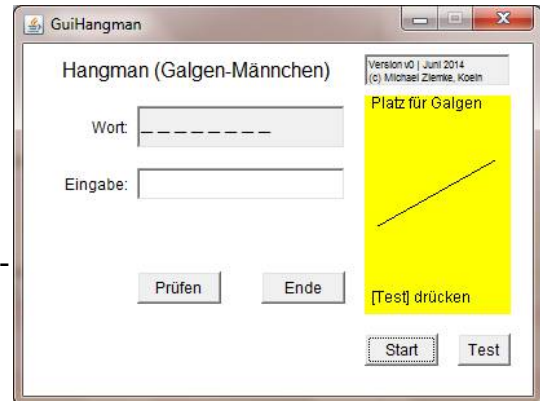 GuiHangman
Hangman (Galgen-Männchen)
Version v0 | Juni 2014
(c) Michael Ziemke, Koeln
Platz für Galgen
Wort:
_ _ _ _ _ _ _ _
Eingabe:
-
Prüfen
Ende
[Test] drücken
Start
Test